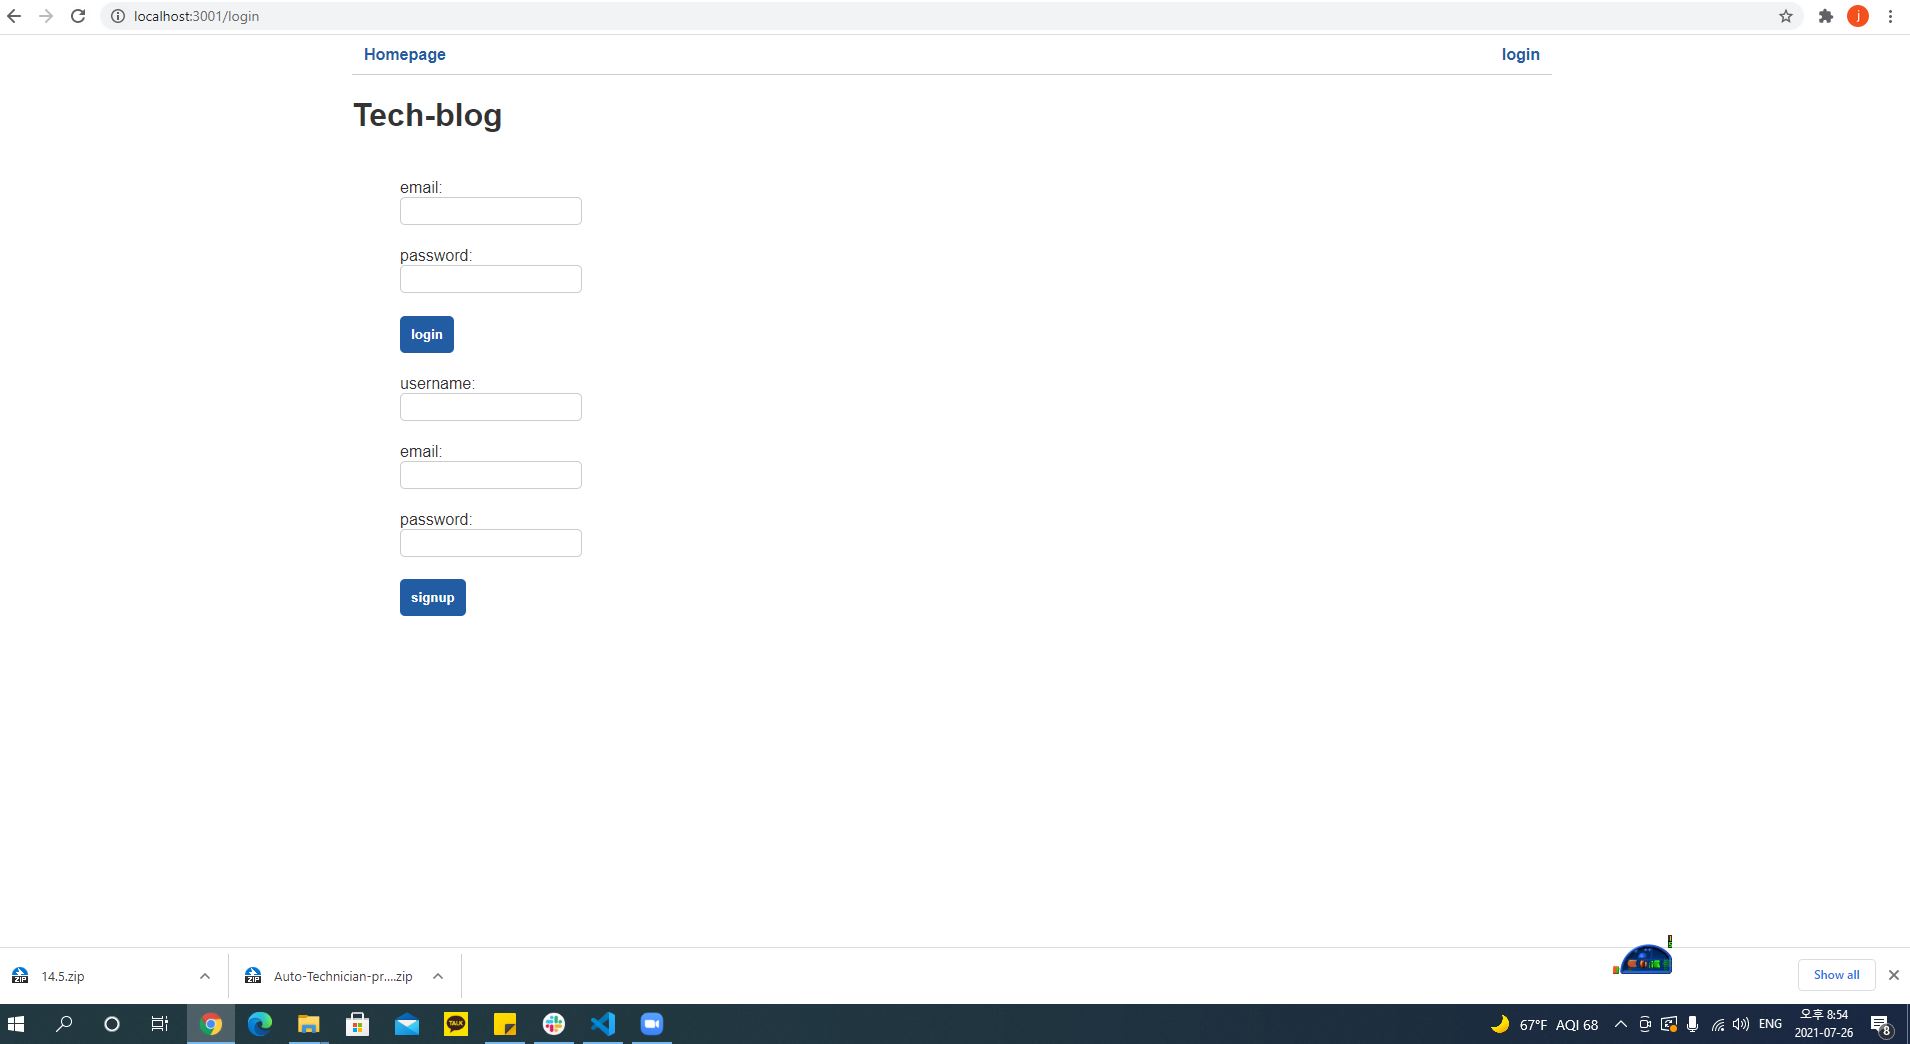 localhost:3001/login
j
Homepage
login
Tech-blog
email:
password:
login
username:
email:
password:
signup
14.5.zip
Auto-Technician-pr....zip
Show all
TALK
67°F AQI 68
ENG
오후 8:54
2021-07-26
8